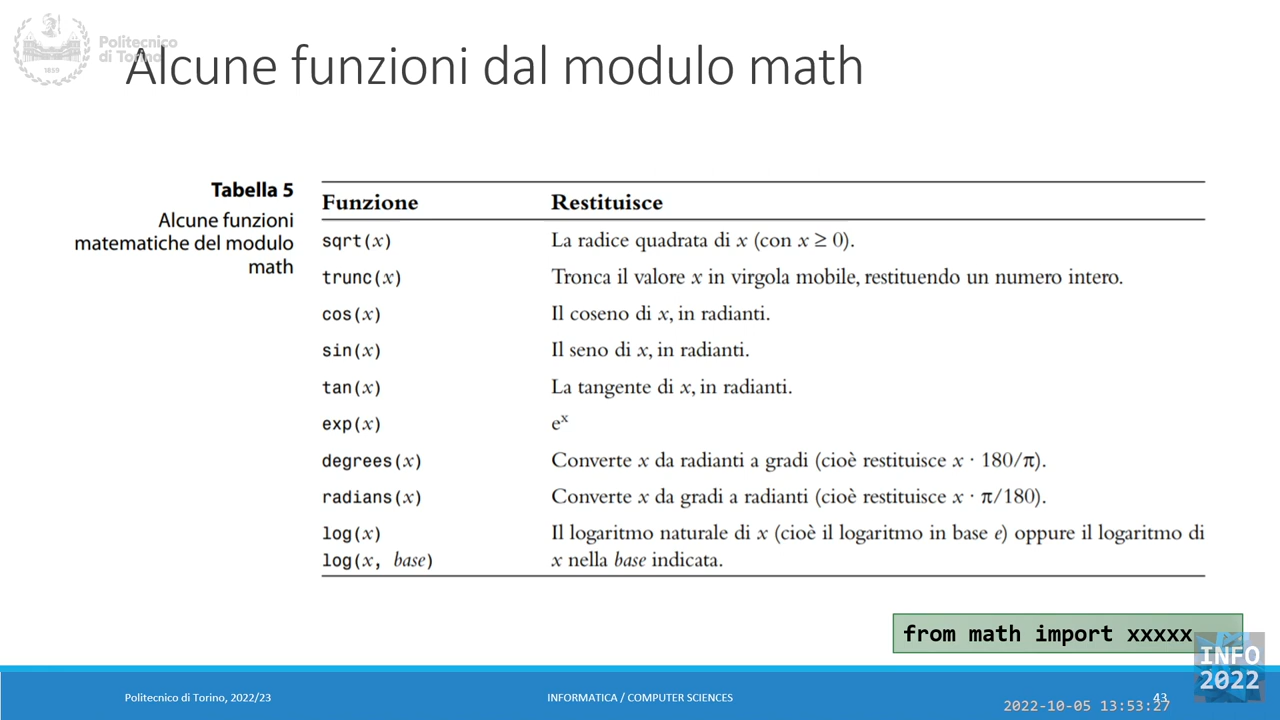 Politecnico
di Torino
1859
Alcune funzioni dal modulo math
Tabella 5
Alcune funzioni
matematiche del modulo
math
Funzione Restituisce
sqrt(x) La radice quadrata di x (con x ≥ 0).
trunc(x) Tronca il valore x in virgola mobile, restituendo un numero intero.
cos(x) Il coseno di x, in radianti.
sin(x) Il seno di x, in radianti.
tan(x) La tangente di x, in radianti.
exp(x) eˣ
degrees(x) Converte x da radianti a gradi (cioè restituisce x · 180/π).
radians(x) Converte x da gradi a radianti (cioè restituisce x · π/180).
log(x) Il logaritmo naturale di x (cioè il logaritmo in base e) oppure il logaritmo di
log(x, base) x nella base indicata.
from math import xxxxx
INFO
2022
Politecnico di Torino, 2022/23 INFORMATICA / COMPUTER SCIENCES 43
2022-10-05 13:53:27